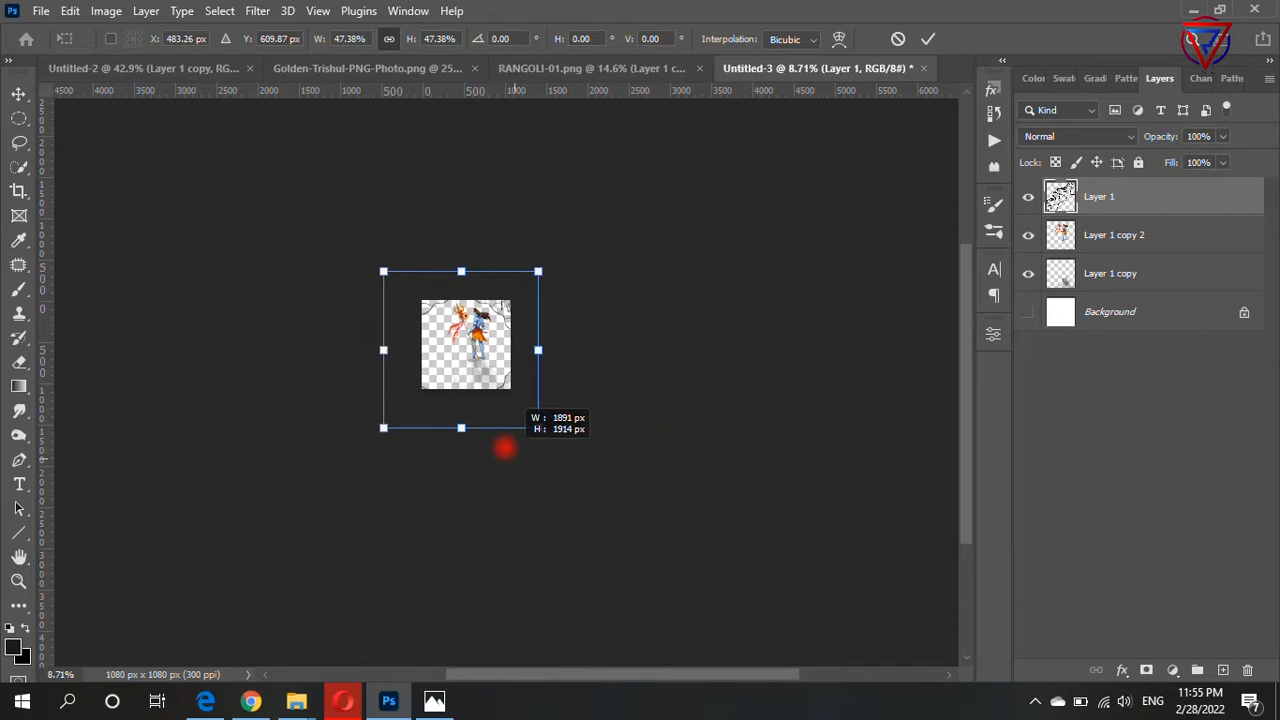 Ps File Edit Image Layer Type Select Filter 3D View Plugins Window Help
X: 483.26 px Y: 609.87 px W: 47.38% H: 47.38% 0.00 ° H: 0.00 ° V: 0.00 ° Interpolation: Bicubic
Untitled-2 @ 42.9% (Layer 1 copy, RG... × Golden-Trishul-PNG-Photo.png @ 25... × NGOLI-01.png @ 14.6% (Layer 1 c... × Untitled-3 @ 8.71% (Layer 1, RGB/8#) * ×
Color Swatc Gradi Patte Layers Chan Paths
4500 4000 3500 3000 2500 2000 1500 1000 500 0 500 1000 1500 2000 2500 3000 3500 4000 4500 5000 5500 6000
Kind
Normal Opacity: 100%
Lock: Fill: 100%
Layer 1
Layer 1 copy 2
Layer 1 copy
Background
W : 1891 px
H : 1914 px
8.71% 1080 px x 1080 px (300 ppi)
ENG
11:55 PM
2/28/2022
7